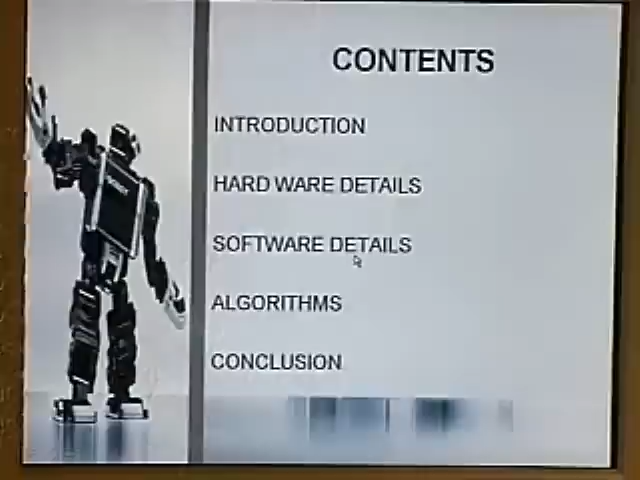 CONTENTS
INTRODUCTION
HARD WARE DETAILS
SOFTWARE DETAILS
ALGORITHMS
CONCLUSION